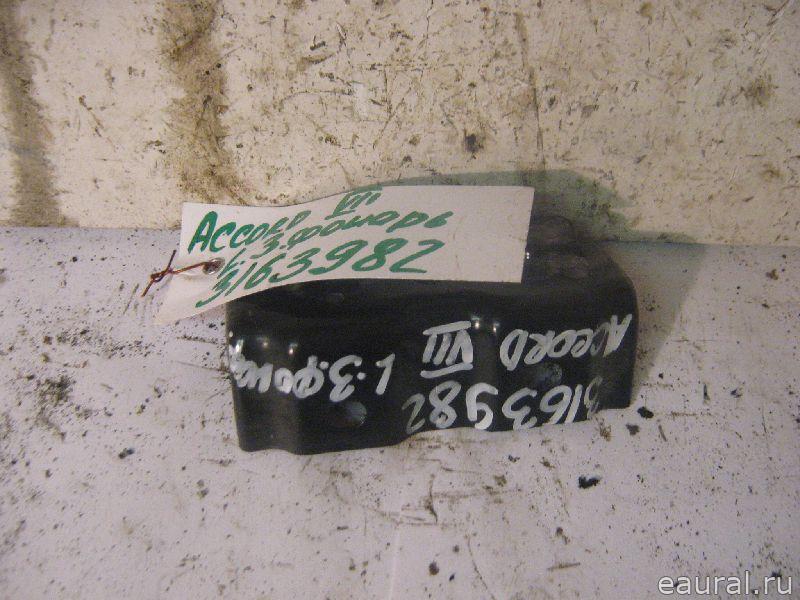 ACCORD VIII
L. З. фонарь
3163982
ACCORD VII L.З.фонарь
3163982
eaural.ru